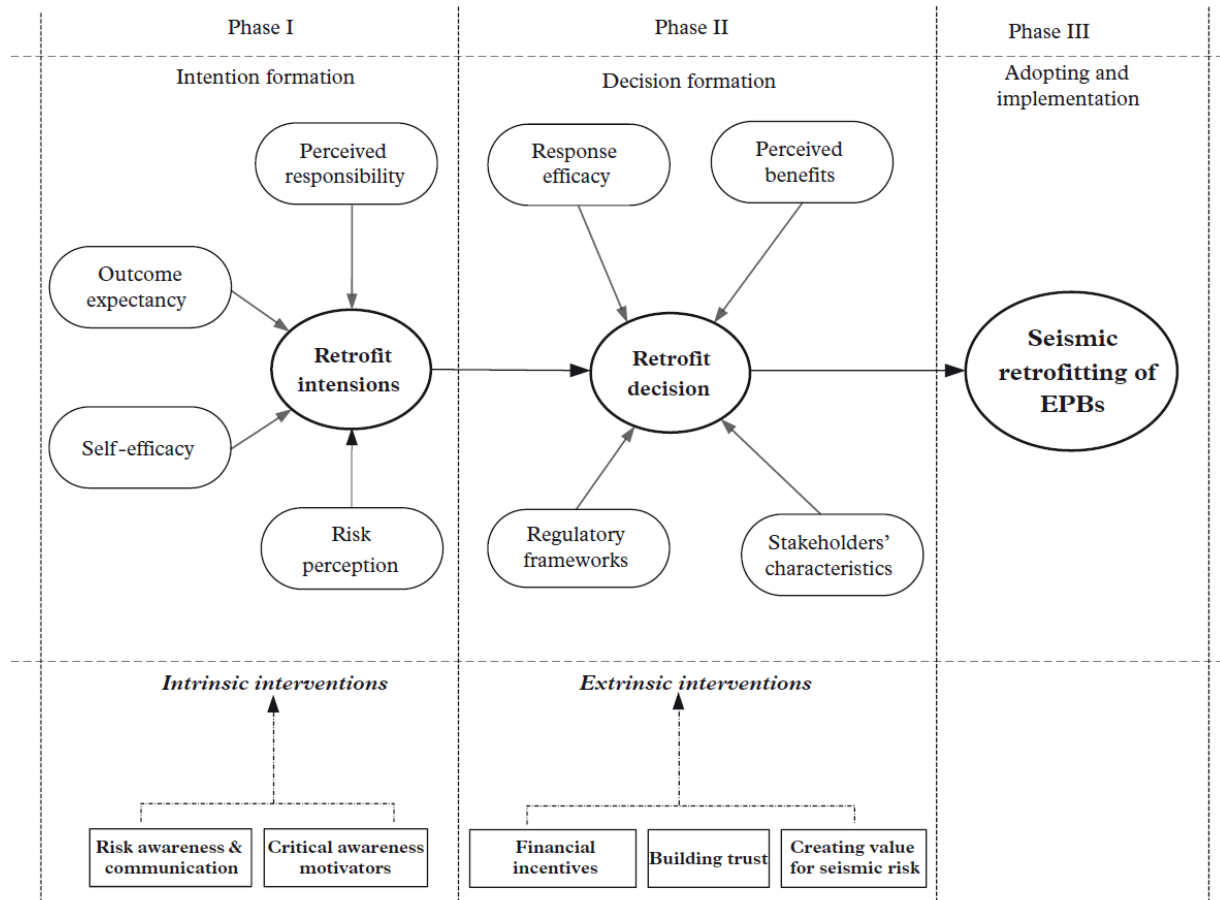 Phase I
Phase II
Phase III
Intention formation
Decision formation
Adopting and
implementation
Perceived
responsibility
Response
efficacy
Perceived
benefits
Outcome
expectancy
Retrofit
intensions
Retrofit
decision
Seismic
retrofitting of
EPBs
Self-efficacy
Risk
perception
Regulatory
frameworks
Stakeholders'
characteristics
Intrinsic interventions
Extrinsic interventions
Risk awareness &
communication
Critical awareness
motivators
Financial
incentives
Building trust
Creating value
for seismic risk